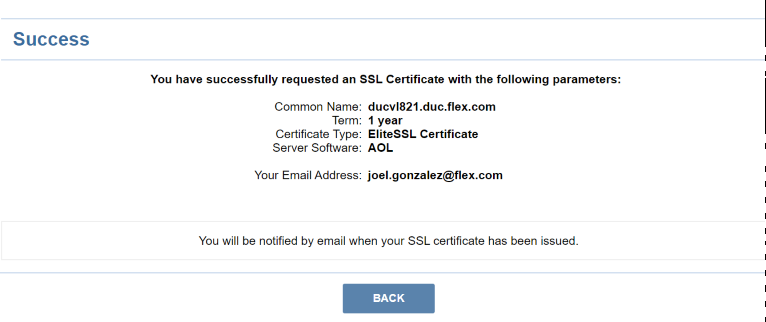 Success
You have successfully requested an SSL Certificate with the following parameters:
Common Name: ducvl821.duc.flex.com
Term: 1 year
Certificate Type: EliteSSL Certificate
Server Software: AOL
Your Email Address: joel.gonzalez@flex.com
You will be notified by email when your SSL certificate has been issued.
BACK